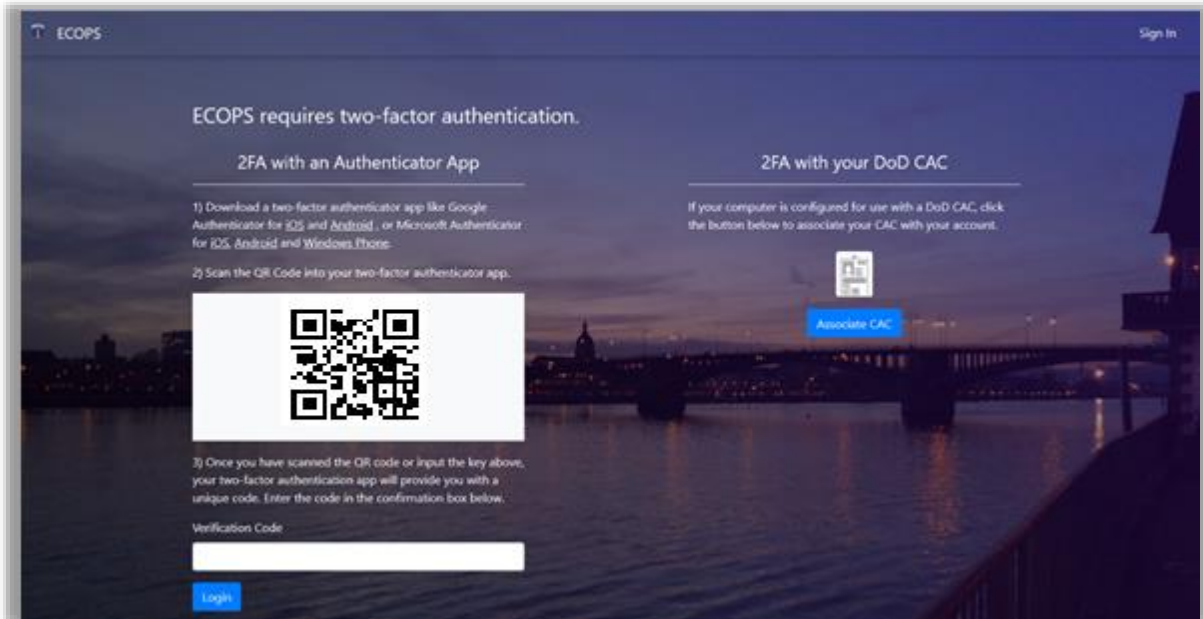 ECOPS
Sign In
ECOPS requires two-factor authentication.
2FA with an Authenticator App
1) Download a two-factor authenticator app like Google
Authenticator for iOS and Android , or Microsoft Authenticator
for iOS, Android and Windows Phone.
2) Scan the QR Code into your two-factor authenticator app.
3) Once you have scanned the QR code or input the key above,
your two-factor authentication app will provide you with a
unique code. Enter the code in the confirmation box below.
Verification Code
Login
2FA with your DoD CAC
If your computer is configured for use with a DoD CAC, click
the button below to associate your CAC with your account.
Associate CAC